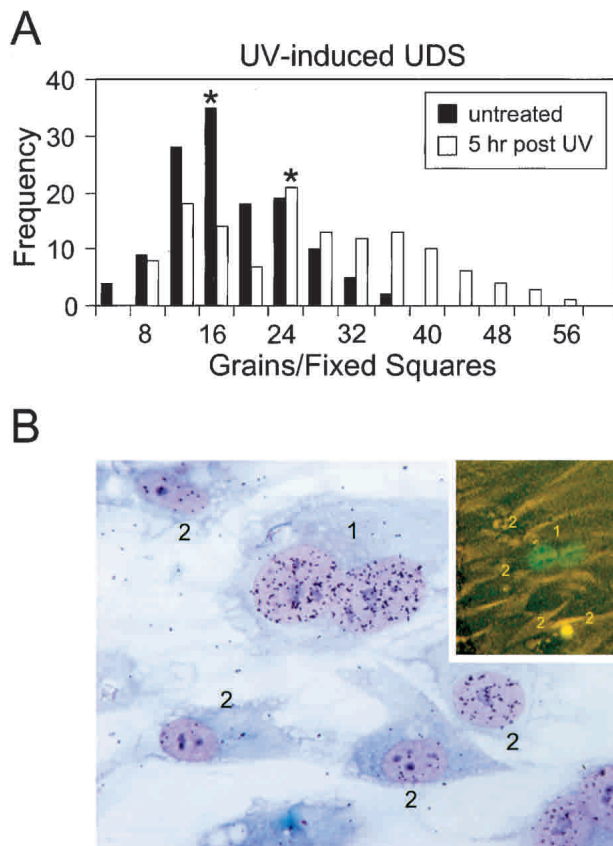 A
UV-induced UDS
40
30
20
10
0
Frequency
* *
untreated
5 hr post UV
8 16 24 32 40 48 56
Grains/Fixed Squares
B
2
1
2
2
2
2
1
2
2 2